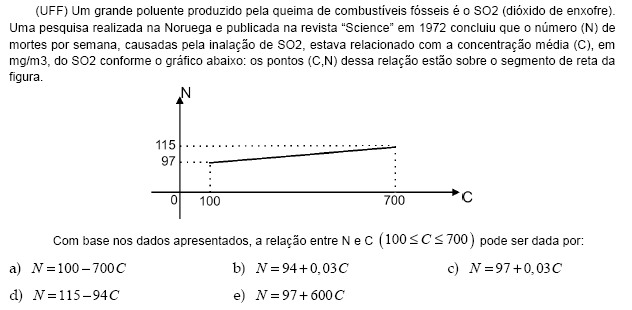 (UFF) Um grande poluente produzido pela queima de combustíveis fósseis é o SO2 (dióxido de enxofre).
Uma pesquisa realizada na Noruega e publicada na revista “Science” em 1972 concluiu que o número (N) de
mortes por semana, causadas pela inalação de SO2, estava relacionado com a concentração média (C), em
mg/m3, do SO2 conforme o gráfico abaixo: os pontos (C,N) dessa relação estão sobre o segmento de reta da
figura.
N
115
97
0 100 700 C
Com base nos dados apresentados, a relação entre N e C (100 ≤ C ≤ 700) pode ser dada por:
a) N = 100 – 700C b) N = 94 + 0,03C c) N = 97 + 0,03C
d) N = 115 – 94C e) N = 97 + 600C